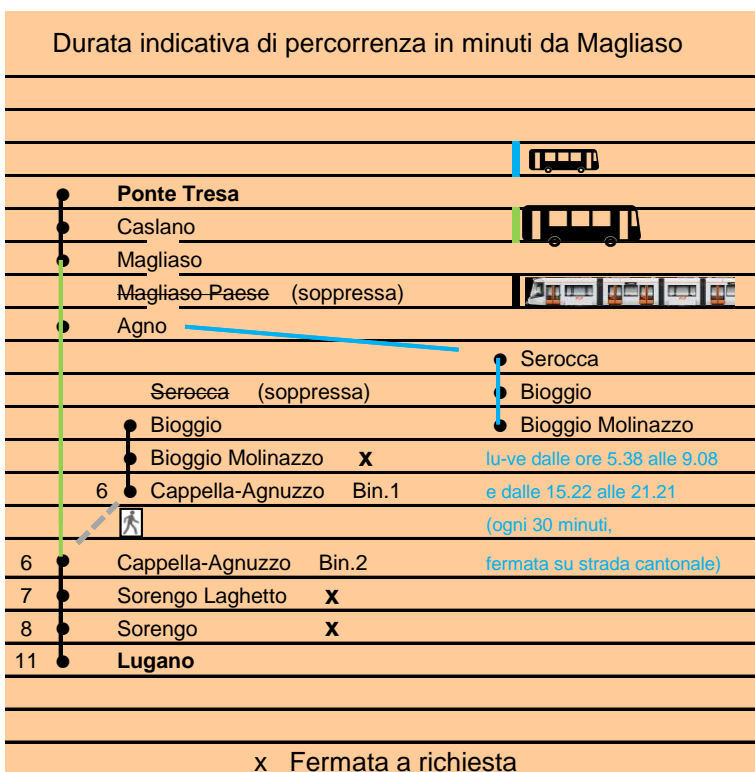 Durata indicativa di percorrenza in minuti da Magliaso
Ponte Tresa
Caslano
Magliaso
Magliaso Paese (soppressa)
Agno
Serocca
Serocca (soppressa)
Bioggio
Bioggio
Bioggio Molinazzo
Bioggio Molinazzo x
lu-ve dalle ore 5.38 alle 9.08
6 Cappella-Agnuzzo Bin.1
e dalle 15.22 alle 21.21
(ogni 30 minuti,
6 Cappella-Agnuzzo Bin.2
fermata su strada cantonale)
7 Sorengo Laghetto x
8 Sorengo x
11 Lugano
x Fermata a richiesta